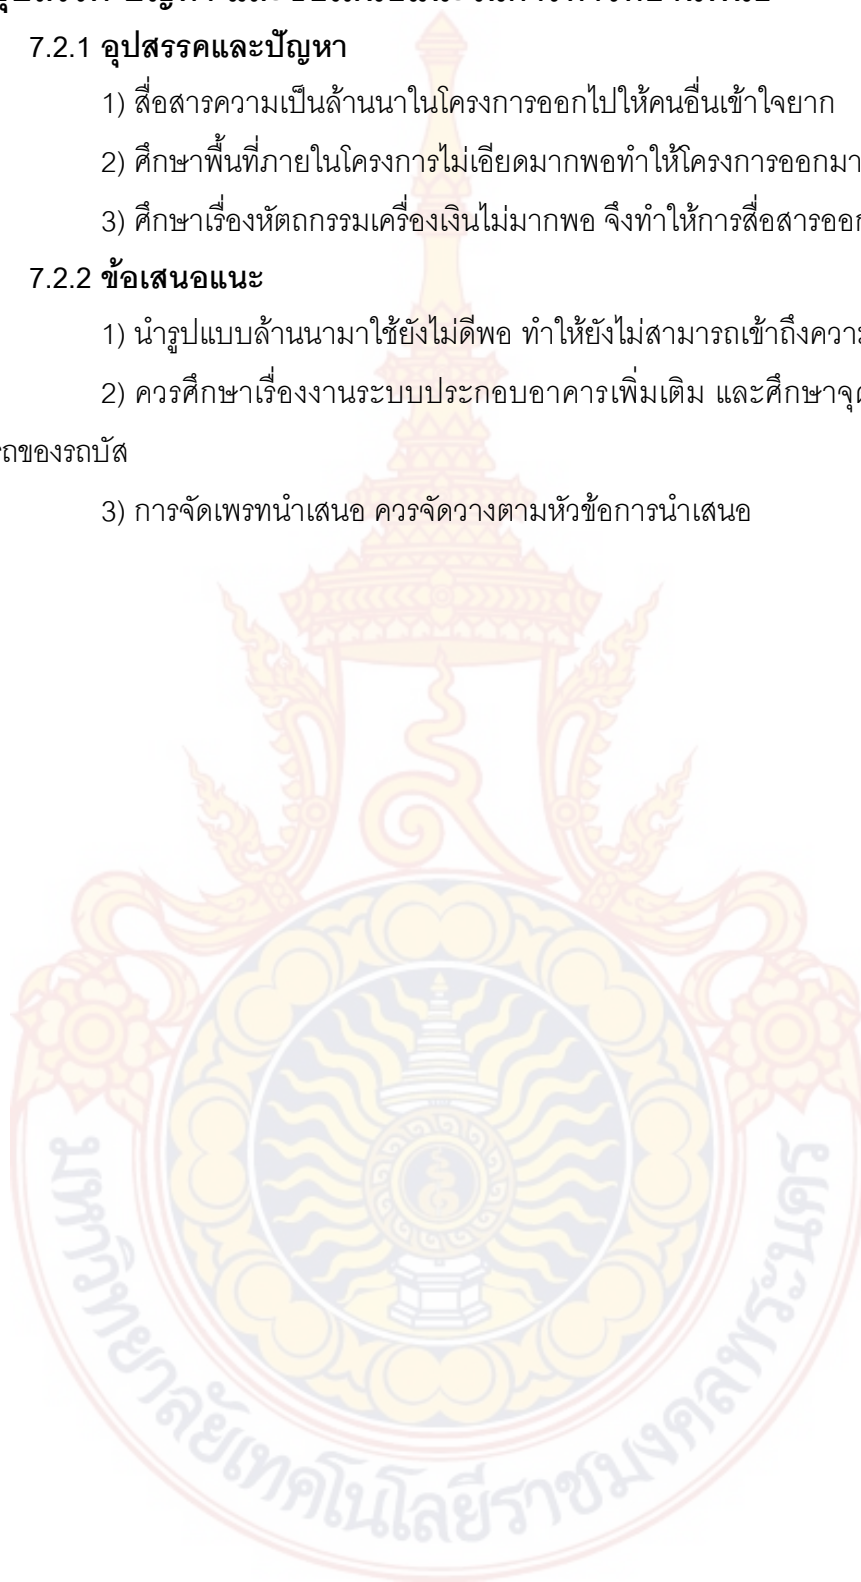 7.2.1 อุปสรรคและปัญหา
1) สื่อสารความเป็นล้านนาในโครงการออกไปให้คนอื่นเข้าใจยาก
2) ศึกษาพื้นที่ภายในโครงการไม่เอียดมากพอทำให้โครงการออกมา
3) ศึกษาเรื่องหัตถกรรมเครื่องเงินไม่มากพอ จึงทำให้การสื่อสารออก
7.2.2 ข้อเสนอแนะ
1) นำรูปแบบล้านนามาใช้ยังไม่ดีพอ ทำให้ยังไม่สามารถเข้าถึงความ
2) ควรศึกษาเรื่องงานระบบประกอบอาคารเพิ่มเติม และศึกษาจุด
รถของรถบัส
3) การจัดเพรทนำเสนอ ควรจัดวางตามหัวข้อการนำเสนอ
มหาวิทยาลัยเทคโนโลยีราชมงคลพระนคร